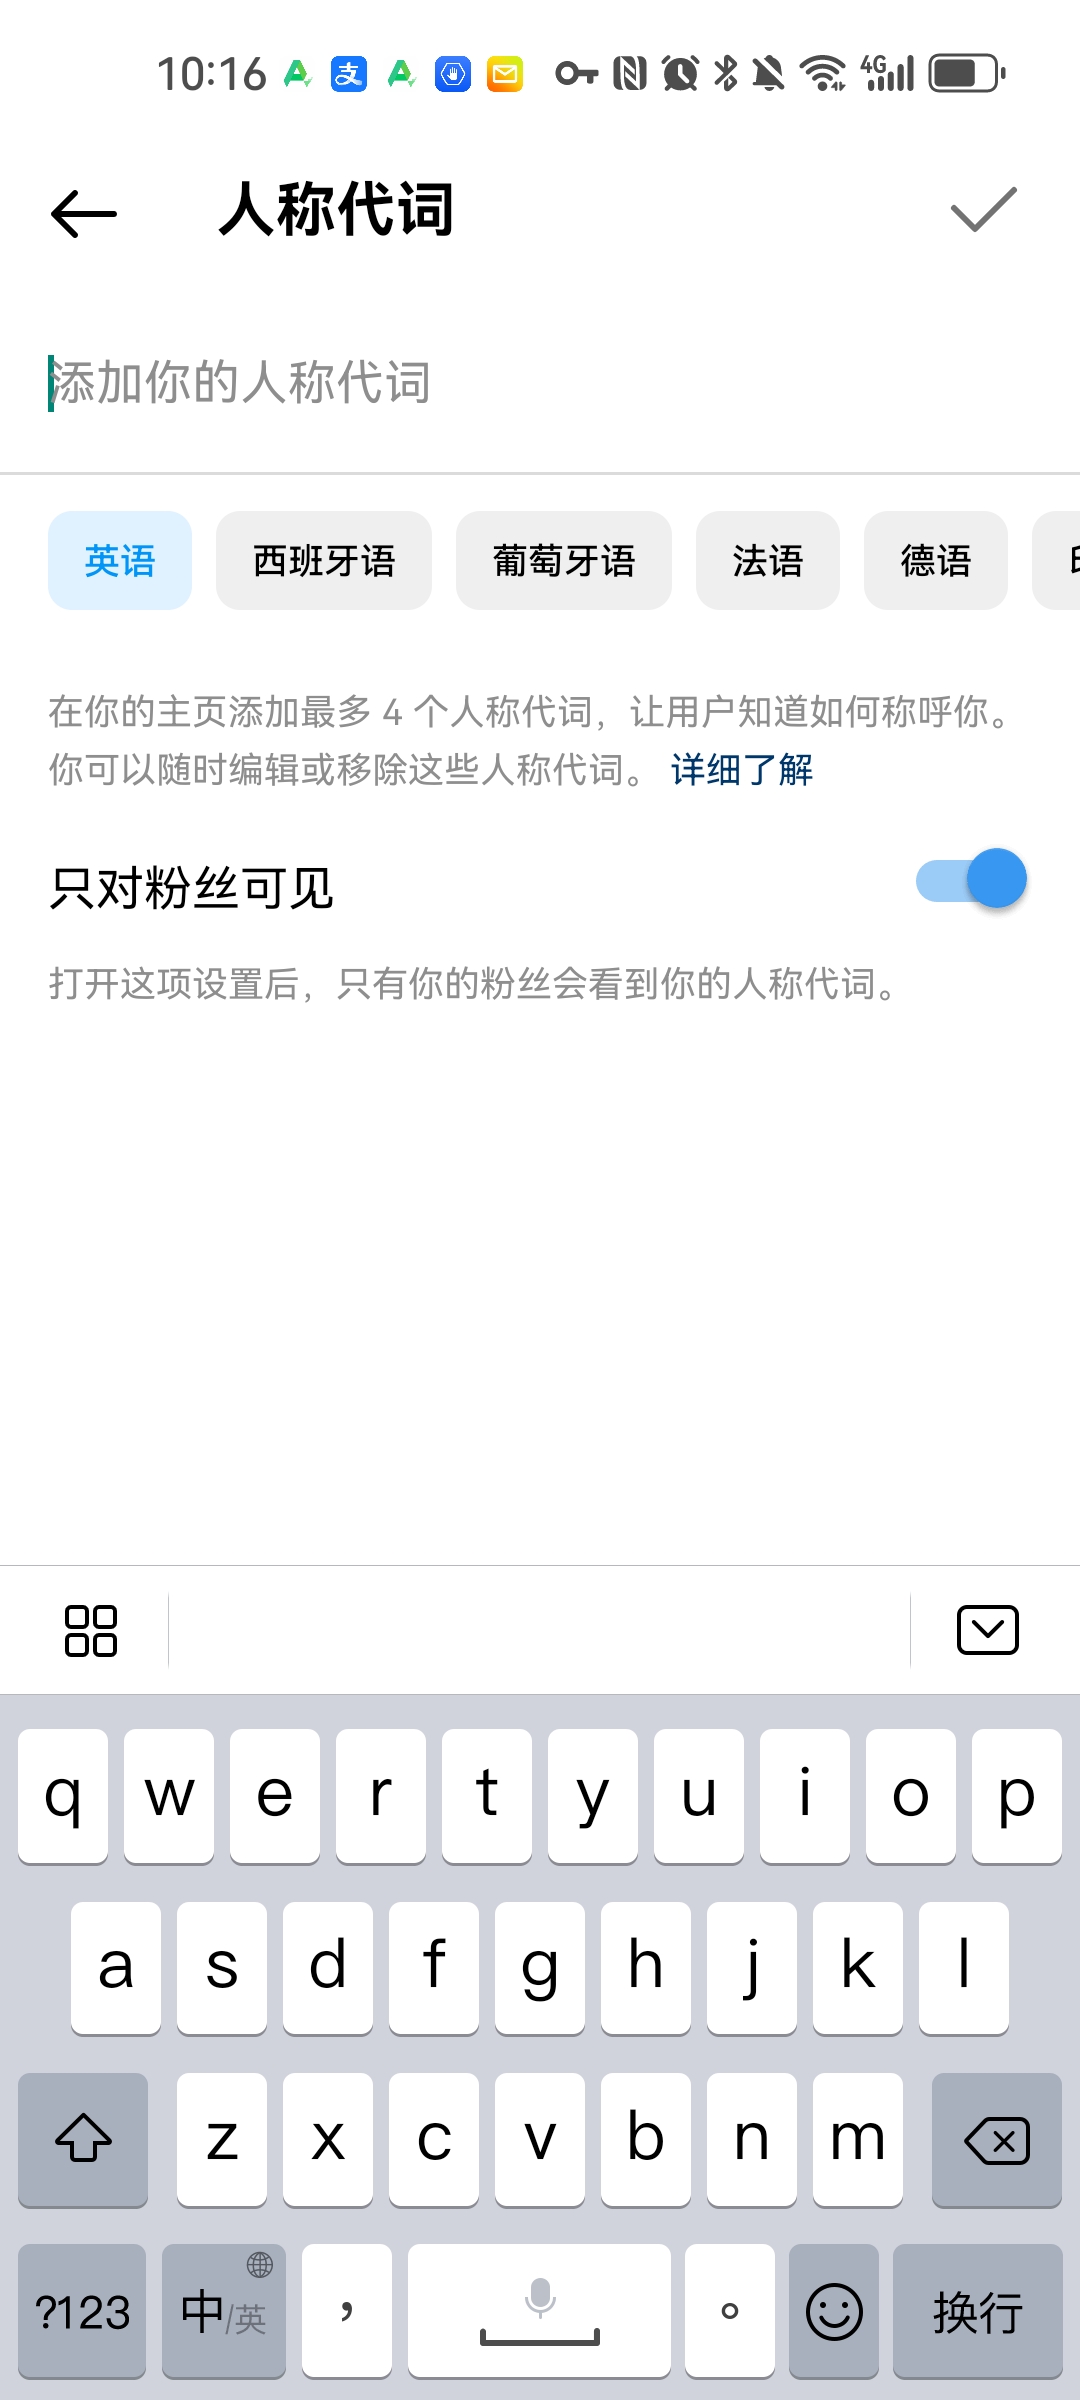 10:16 支 4G
人称代词
添加你的人称代词
英语 西班牙语 葡萄牙语 法语 德语
在你的主页添加最多 4 个人称代词，让用户知道如何称呼你。
你可以随时编辑或移除这些人称代词。 详细了解
只对粉丝可见
打开这项设置后，只有你的粉丝会看到你的人称代词。
q w e r t y u i o p
a s d f g h j k l
z x c v b n m
?123 中/英 ， 。 换行